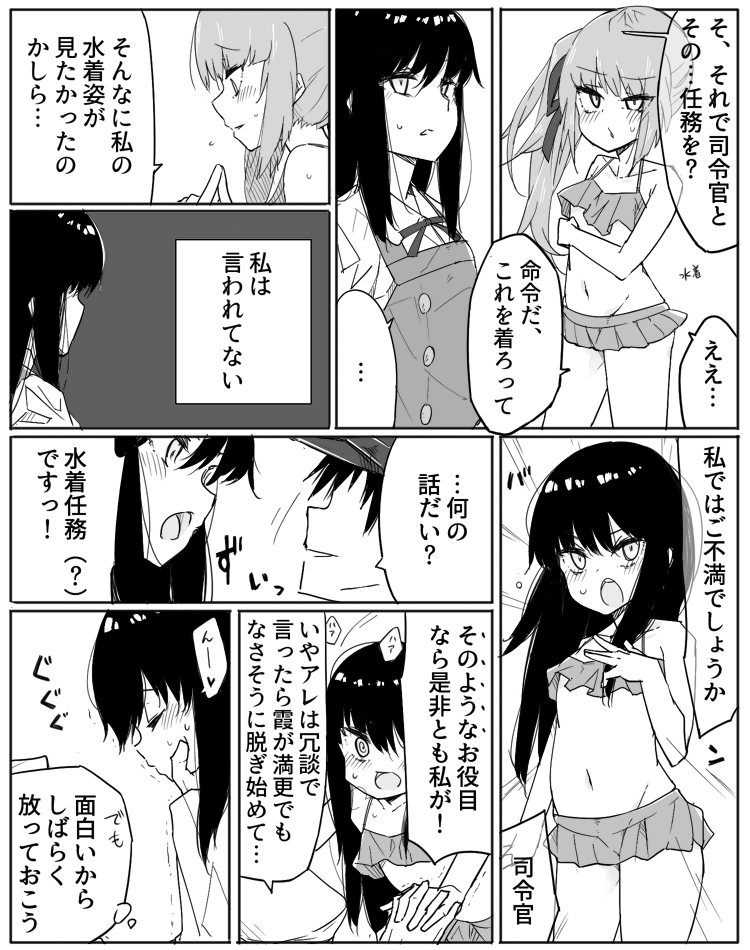 そ、それで司令官と
その…任務を？
水着
ええ…
命令だ、
これを着ろって
…
そんなに私の
水着姿が
見たかったの
かしら…
私は
言われてない
私ではご不満でしょうか
バ
ン
司令官
…何の
話だい？
ずいっ
水着任務（？）
ですっ！
そのようなお役目
なら是非とも私が！
ハァ
ハァ
いやアレは冗談で
言ったら霞が満更でも
なさそうに脱ぎ始めて…
んー♥
ぐぐぐ
でも
面白いから
しばらく
放っておこう